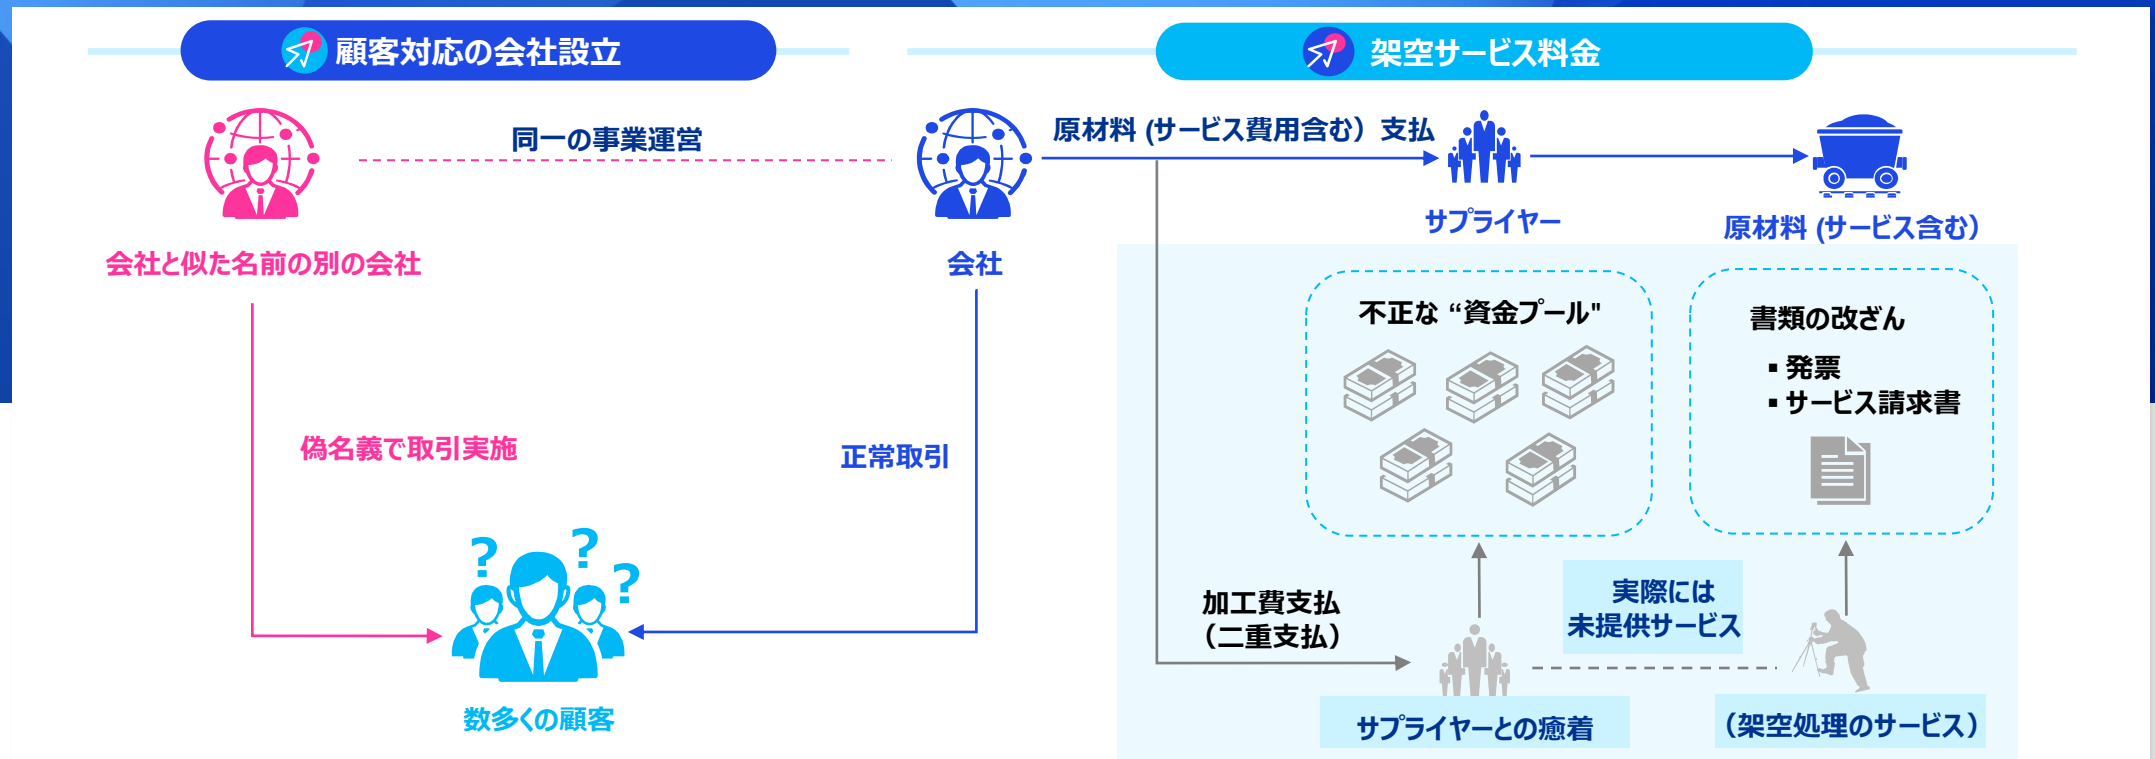 顧客対応の会社設立
架空サービス料金
同一の事業運営
原材料 (サービス費用含む）支払
会社と似た名前の別の会社
会社
サプライヤー
原材料 (サービス含む）
不正な “資金プール"
書類の改ざん
▪ 発票
▪ サービス請求書
偽名義で取引実施
正常取引
? ? ?
数多くの顧客
加工費支払
（二重支払）
実際には
未提供サービス
サプライヤーとの癒着
（架空処理のサービス）